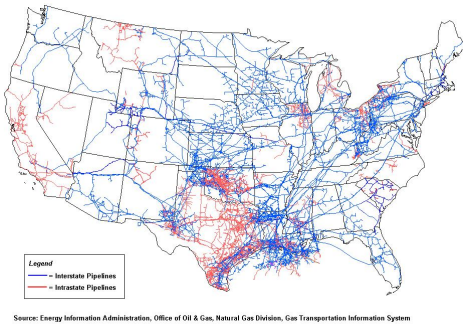 Legend
= Interstate Pipelines
= Intrastate Pipelines
Source: Energy Information Administration, Office of Oil & Gas, Natural Gas Division, Gas Transportation Information System